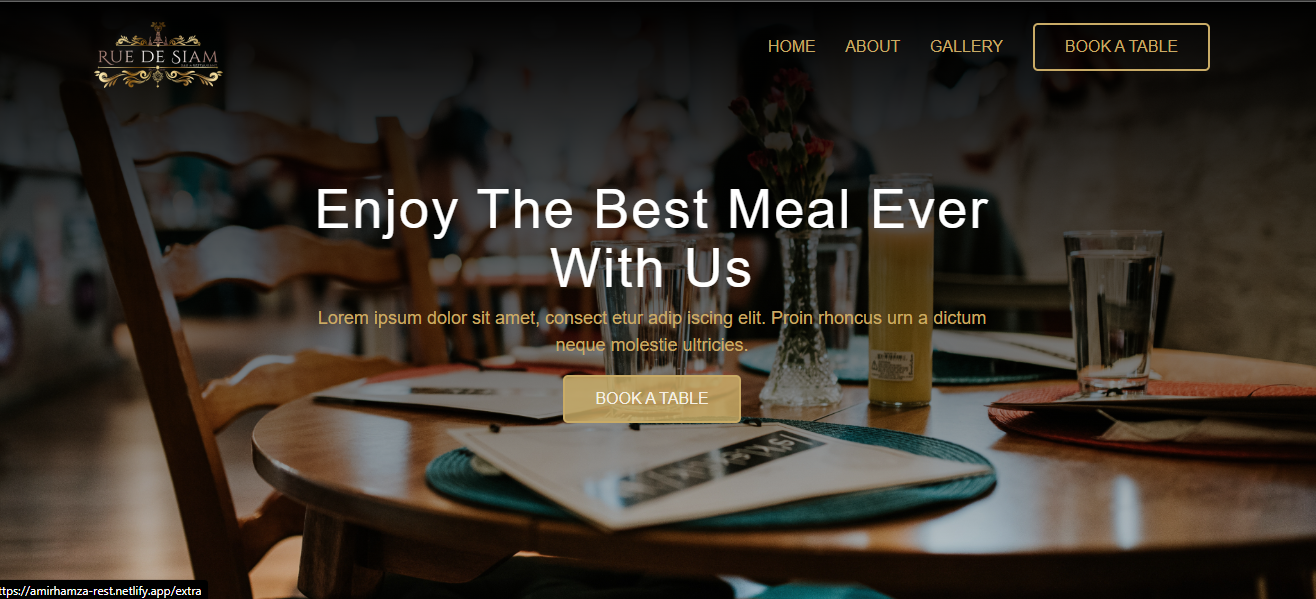 RUE DE SIAM
HOME ABOUT GALLERY BOOK A TABLE
Enjoy The Best Meal Ever
With Us
Lorem ipsum dolor sit amet, consect etur adip iscing elit. Proin rhoncus urn a dictum
neque molestie ultricies.
BOOK A TABLE
ttps://amirhamza-rest.netlify.app/extra